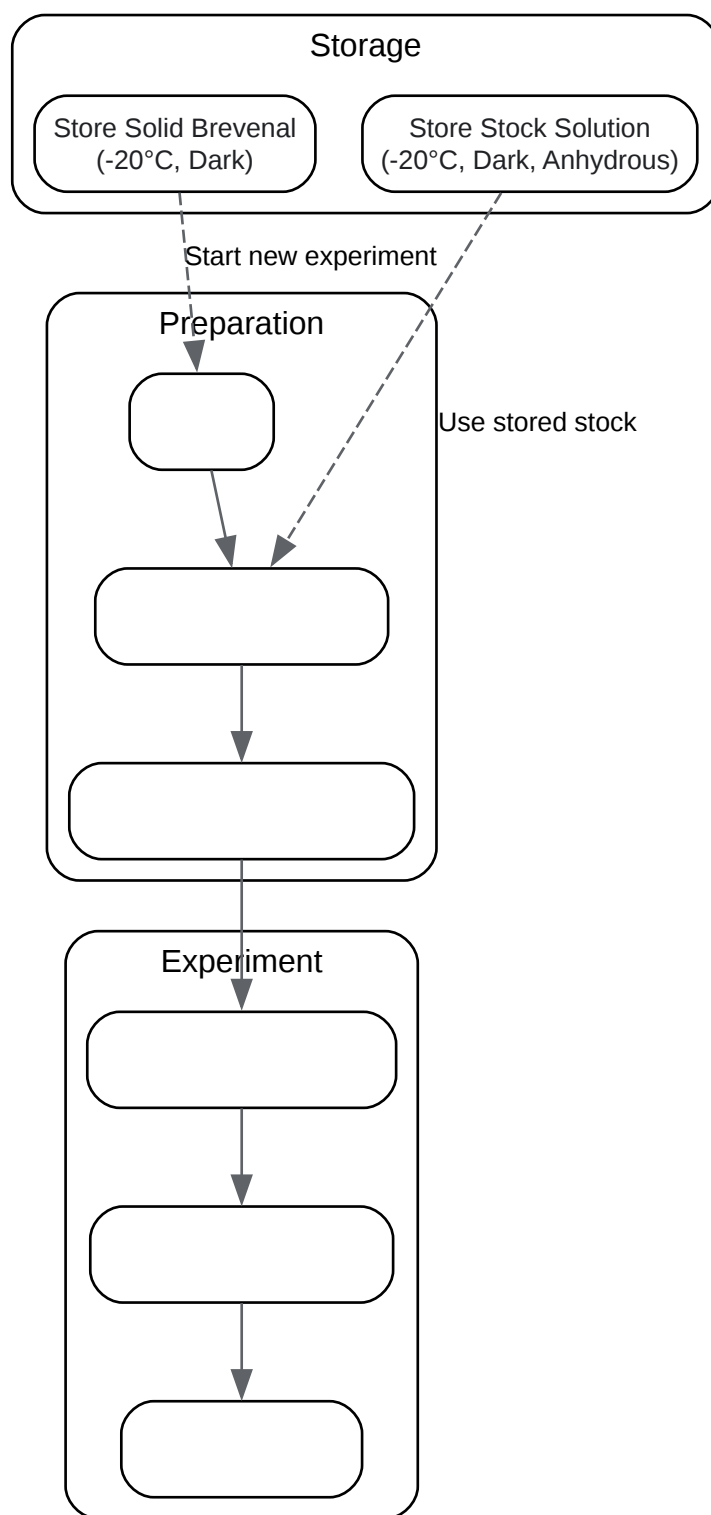 Storage
Store Solid Brevenal
(-20°C, Dark)
Store Stock Solution
(-20°C, Dark, Anhydrous)
Start new experiment
Preparation
Use stored stock
Experiment